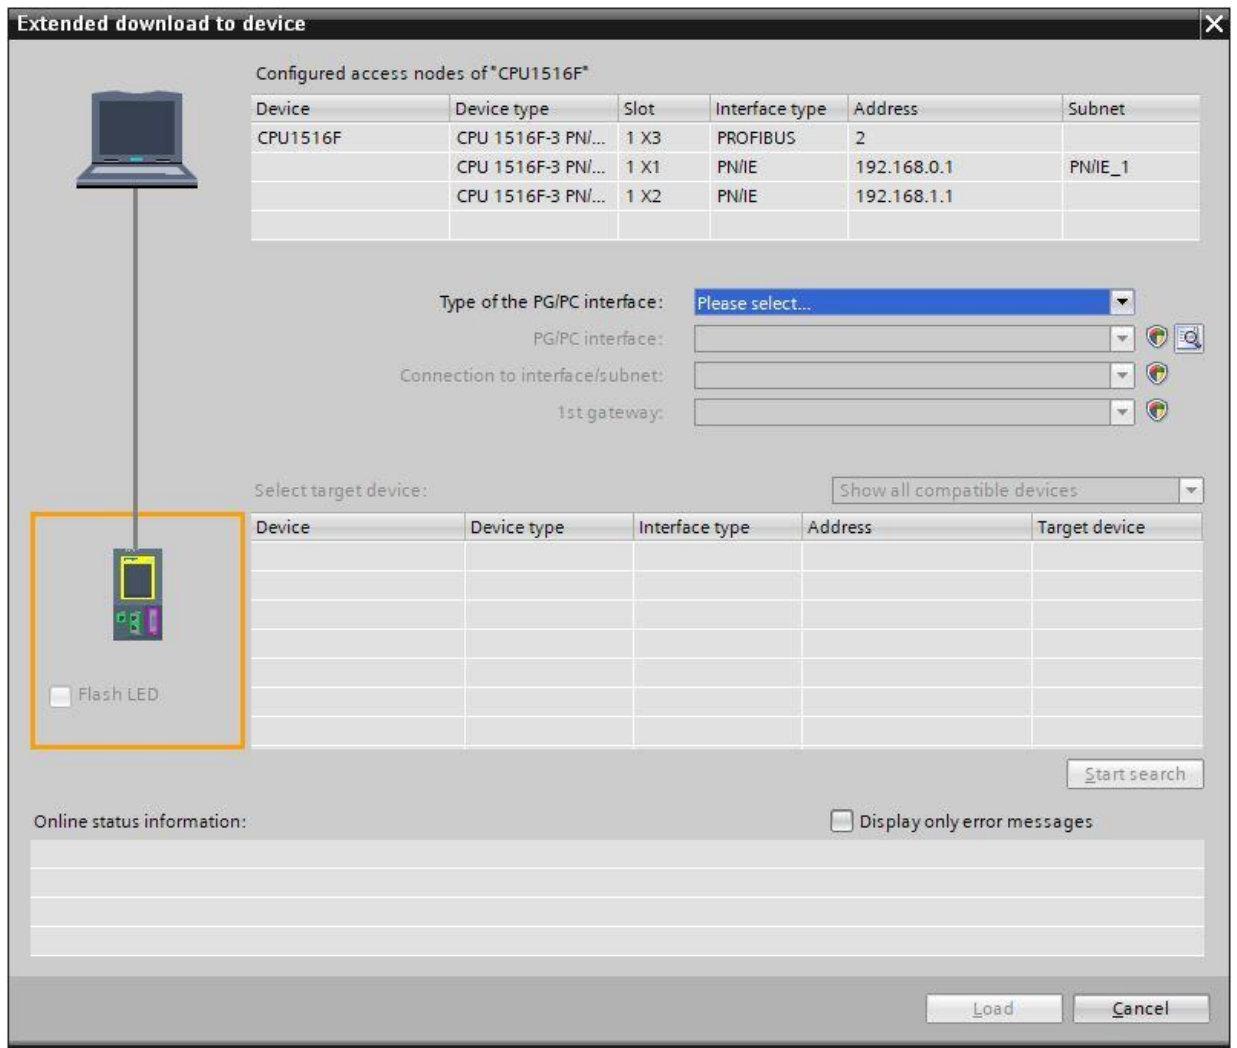 Extended download to device
Configured access nodes of "CPU1516F"
Device Device type Slot Interface type Address Subnet
CPU1516F CPU 1516F-3 PN/... 1 X3 PROFIBUS 2
CPU 1516F-3 PN/... 1 X1 PN/IE 192.168.0.1 PN/IE_1
CPU 1516F-3 PN/... 1 X2 PN/IE 192.168.1.1
Type of the PG/PC interface: Please select...
PG/PC interface:
Connection to interface/subnet:
1st gateway:
Select target device: Show all compatible devices
Device Device type Interface type Address Target device
Flash LED
Start search
Online status information: Display only error messages
Load Cancel